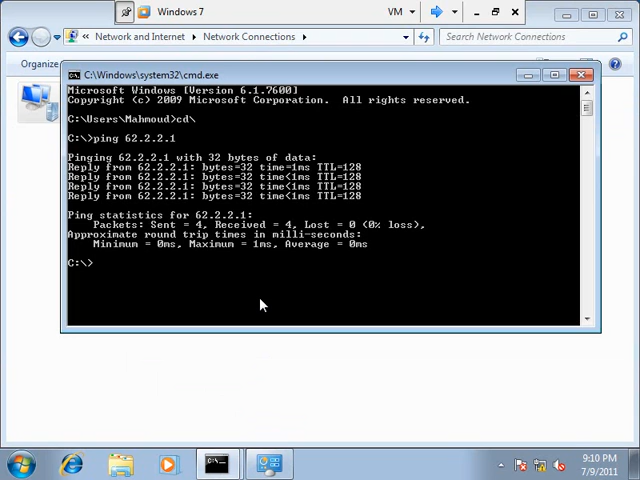 Windows 7
VM
Network and Internet
Network Connections
Search Network Connections
Organize
C:\Windows\system32\cmd.exe
Microsoft Windows [Version 6.1.7600]
Copyright (c) 2009 Microsoft Corporation.  All rights reserved.
C:\Users\Mahmoud>cd\
C:\>ping 62.2.2.1
Pinging 62.2.2.1 with 32 bytes of data:
Reply from 62.2.2.1: bytes=32 time=1ms TTL=128
Reply from 62.2.2.1: bytes=32 time<1ms TTL=128
Reply from 62.2.2.1: bytes=32 time<1ms TTL=128
Reply from 62.2.2.1: bytes=32 time<1ms TTL=128
Ping statistics for 62.2.2.1:
Packets: Sent = 4, Received = 4, Lost = 0 (0% loss),
Approximate round trip times in milli-seconds:
Minimum = 0ms, Maximum = 1ms, Average = 0ms
C:\>
9:10 PM
7/9/2011